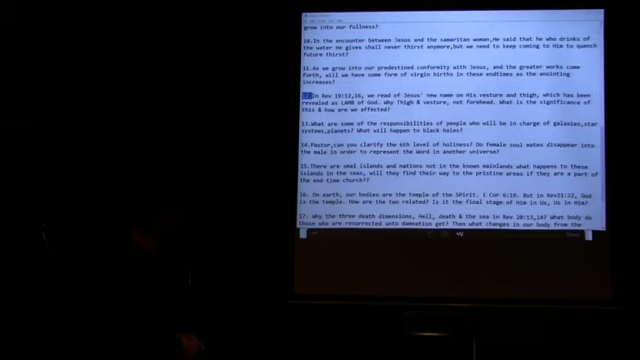 grow into our fullness?
10.In the encounter between Jesus and the samaritan woman,He said that he who drinks of
the water He gives shall never thirst anymore,but we need to keep coming to Him to quench
future thirst?
11.As we grow into our predestined conformity with Jesus, and the greater works come
forth, will we have some form of virgin births in these endtimes as the anointing
increases?
12.In Rev 19:12,16, we read of Jesus' new name on His vesture and thigh, which has been
revealed as LAMB of God. Why Thigh & vesture, not forehead. What is the significance of
this & how are we affected?
13.What are some of the responsibilities of people who will be in charge of galaxies,star
systems,planets? What will happen to black holes?
14.Pastor,can you clarify the 6th level of holiness? Do female soul mates disappear into
the male in order to represent the Word in another universe?
15.There are small islands and nations not in the known mainlands what happens to these
islands in the seas, will they find their way to the pristine areas if they are a part of
the end time church??
16. On earth, our bodies are the temple of the SPirit. 1 Cor 6:19. But in Rev21:22, God
is the temple. How are the two related? Is it the final stage of Him in Us, Us in Him?
17. Why the three death dimensions, Hell, death & the sea in Rev 20:13,14? What body do
those who are resurrected unto damnation get? Then what changes in our body from the